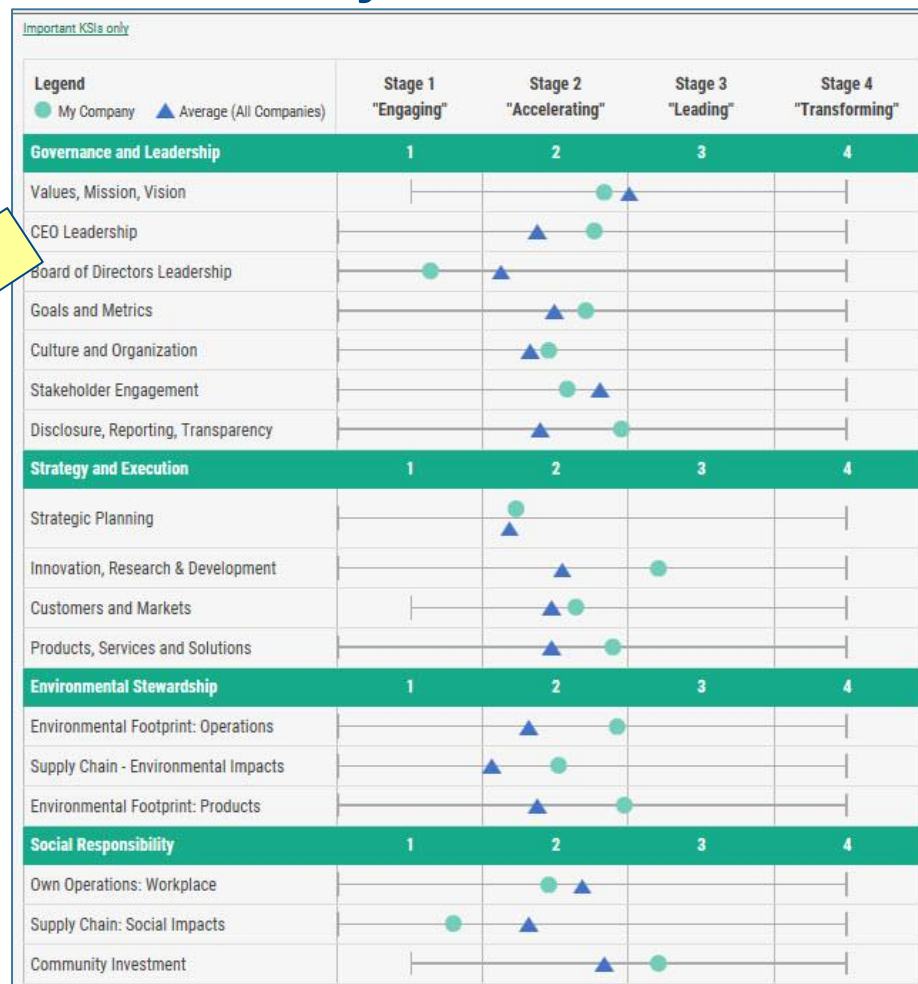 Important KSIs only
Legend
My Company Average (All Companies)
Stage 1 "Engaging"
Stage 2 "Accelerating"
Stage 3 "Leading"
Stage 4 "Transforming"
Governance and Leadership 1 2 3 4
Values, Mission, Vision
CEO Leadership
Board of Directors Leadership
Goals and Metrics
Culture and Organization
Stakeholder Engagement
Disclosure, Reporting, Transparency
Strategy and Execution 1 2 3 4
Strategic Planning
Innovation, Research & Development
Customers and Markets
Products, Services and Solutions
Environmental Stewardship 1 2 3 4
Environmental Footprint: Operations
Supply Chain - Environmental Impacts
Environmental Footprint: Products
Social Responsibility 1 2 3 4
Own Operations: Workplace
Supply Chain: Social Impacts
Community Investment